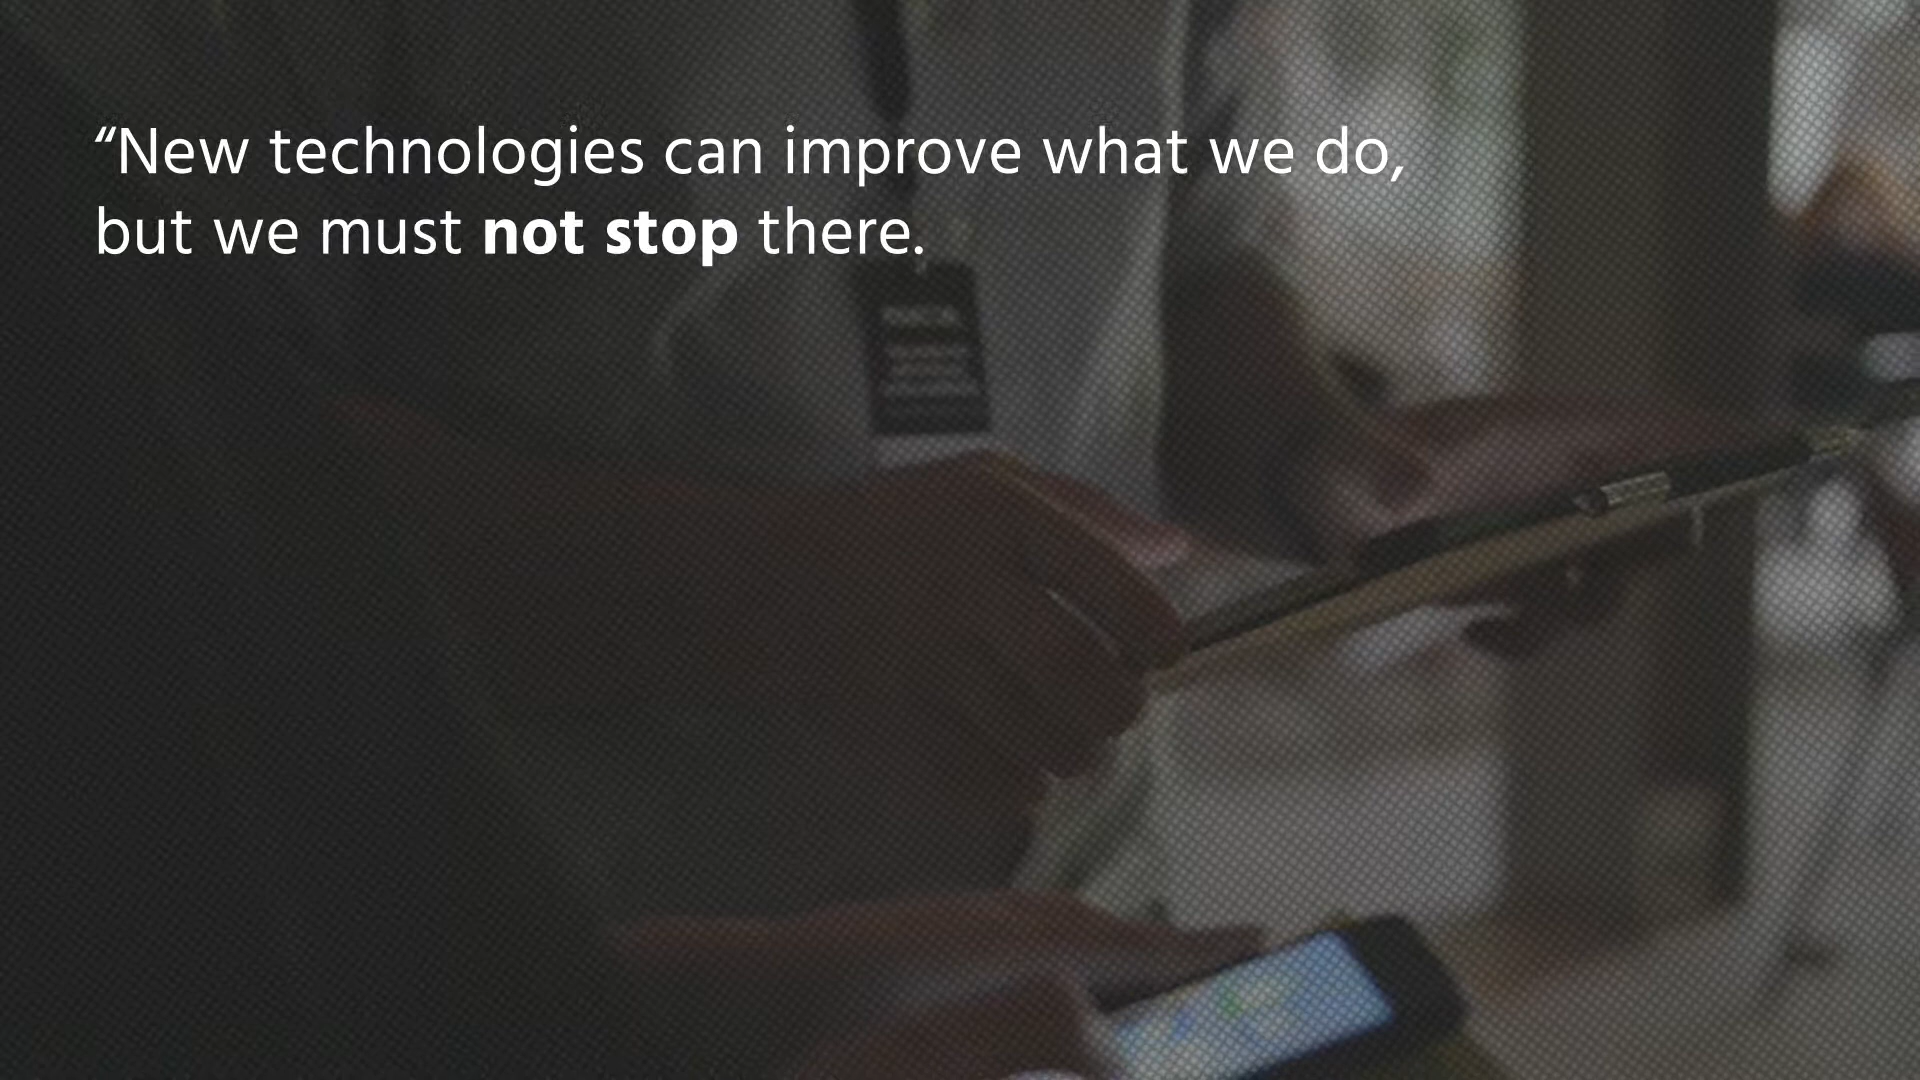 “New technologies can improve what we do,
but we must not stop there.